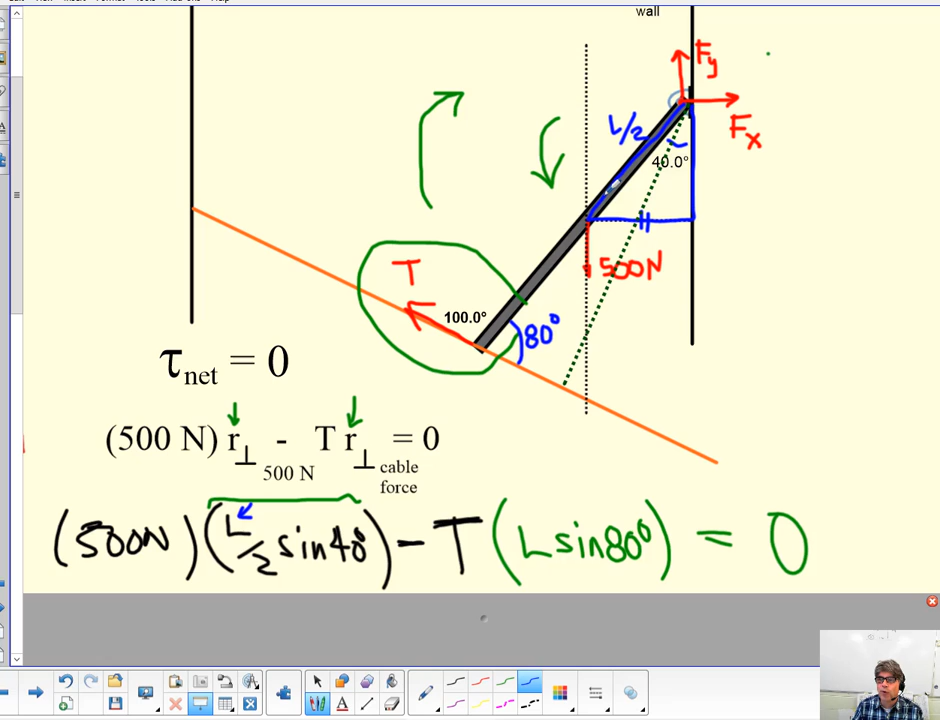 wall
Fy
Fx
L/2
40.0°
T
500N
100.0°
80°
τnet = 0
(500 N) r⊥ 500 N - T r⊥ cable force = 0
(500N)(L/2 sin40°) - T (L sin80°) = 0